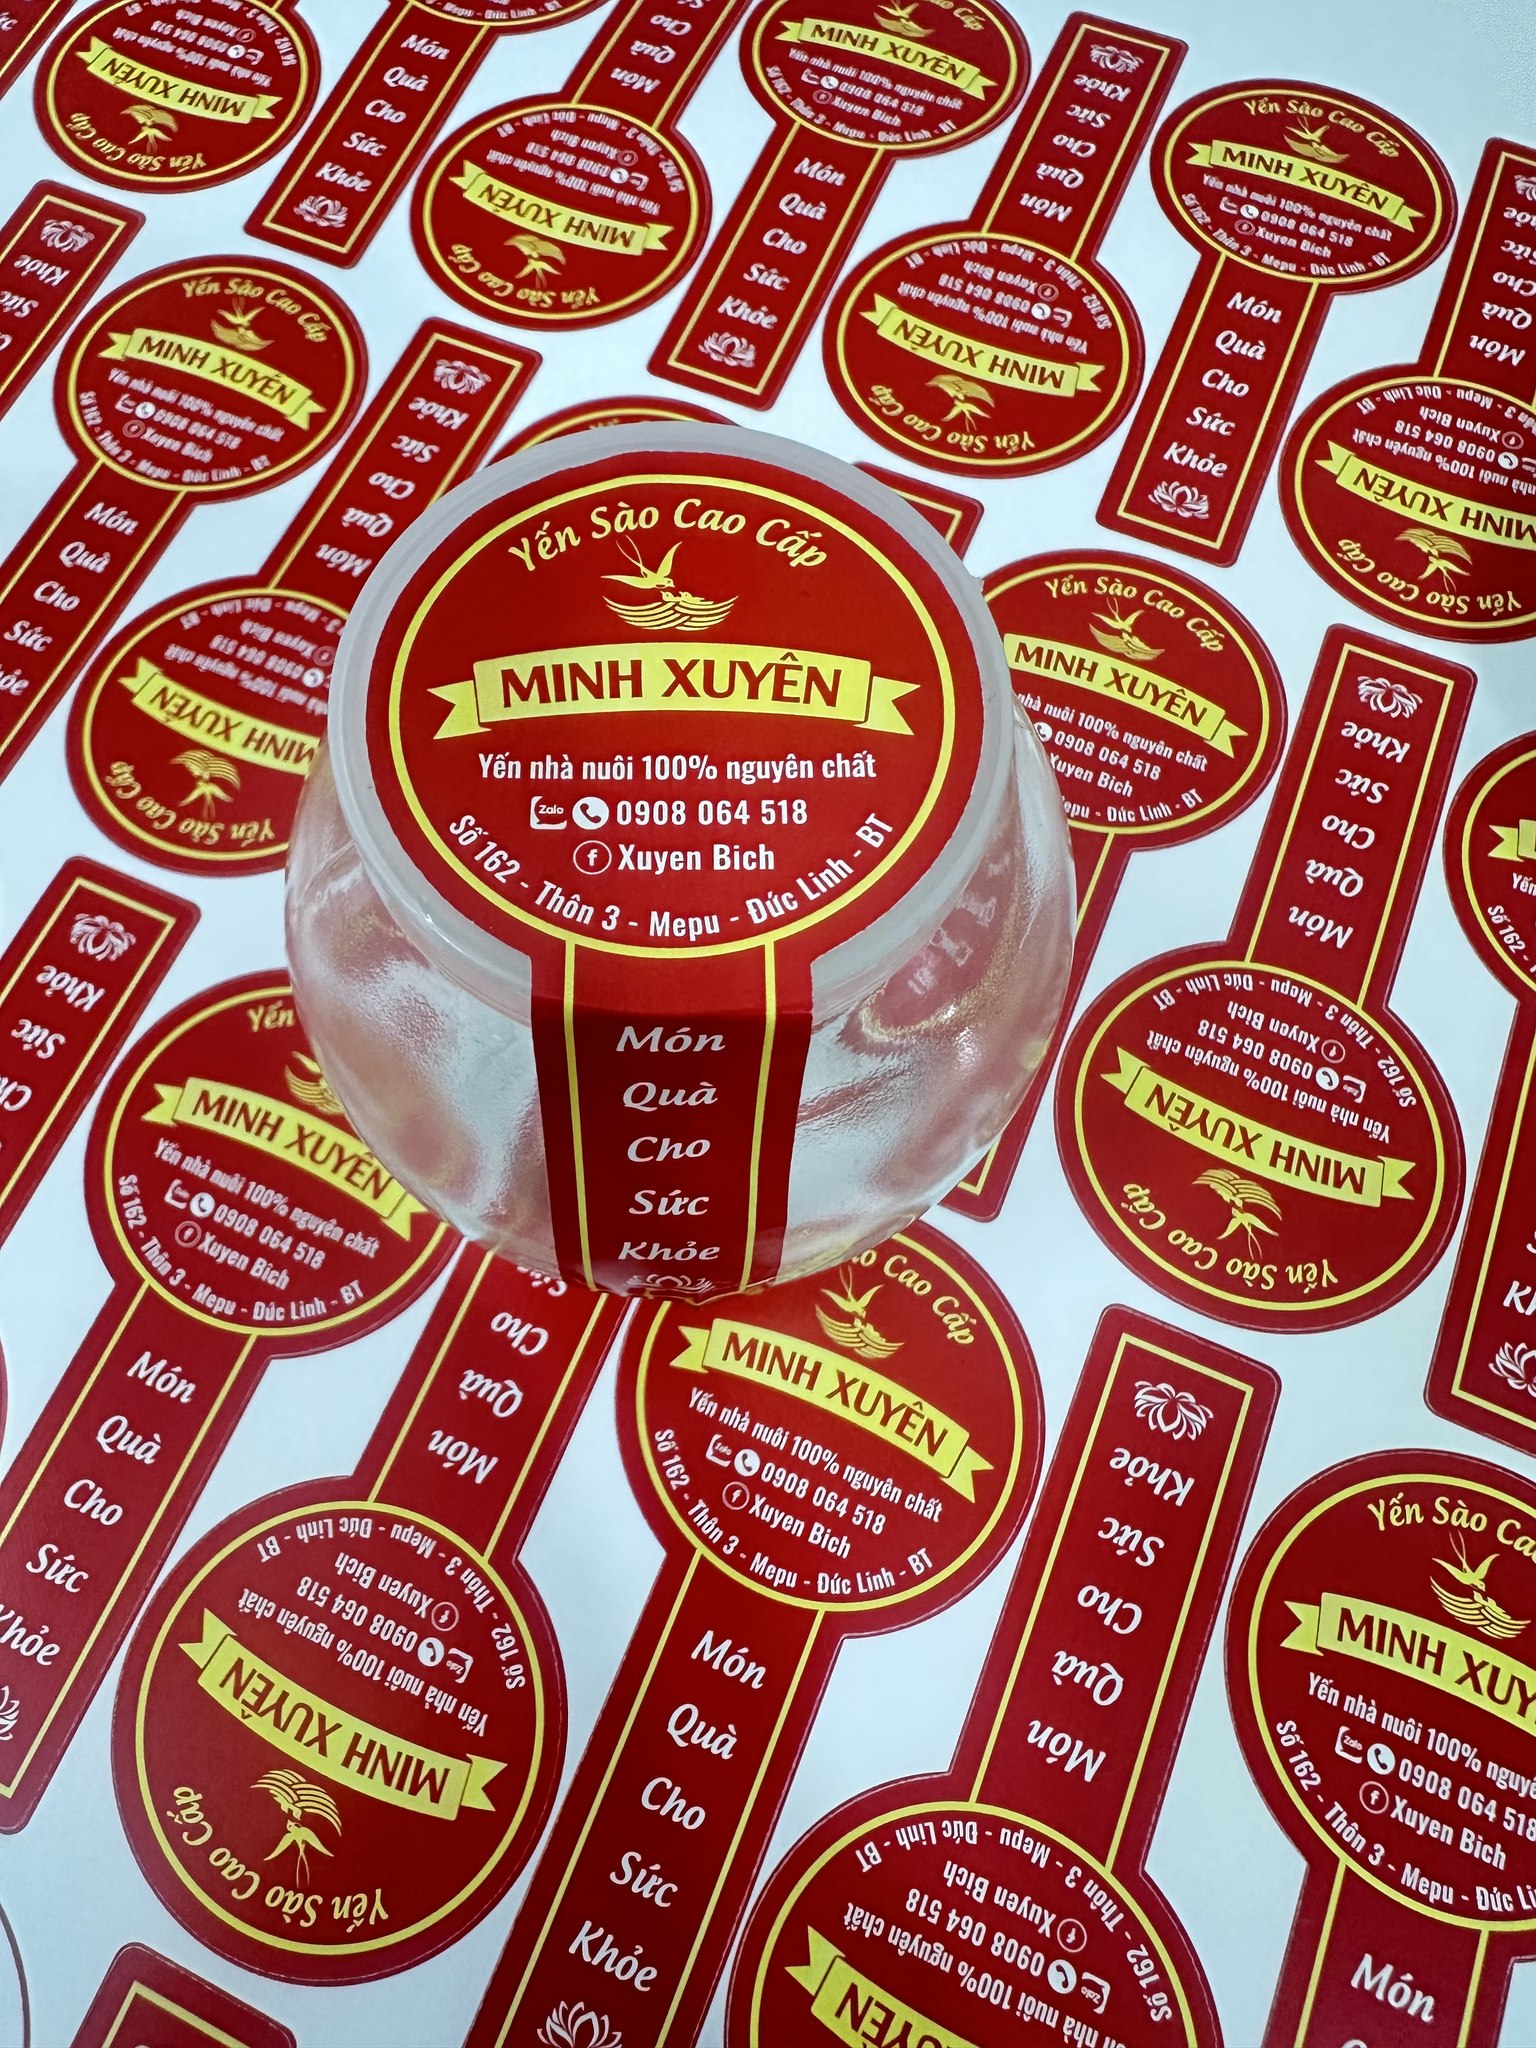 Yến Sào Cao Cấp
MINH XUYÊN
Yến nhà nuôi 100% nguyên chất
Zalo 0908 064 518
f Xuyen Bich
Số 162 - Thôn 3 - Mepu - Đức Linh - BT
Món
Quà
Cho
Sức
Khỏe